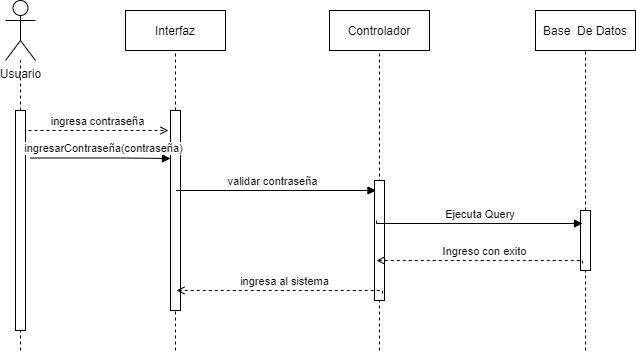 Interfaz
Controlador
Base De Datos
Usuario
ingresa contraseña
ingresarContraseña(contraseña)
validar contraseña
Ejecuta Query
Ingreso con exito
ingresa al sistema